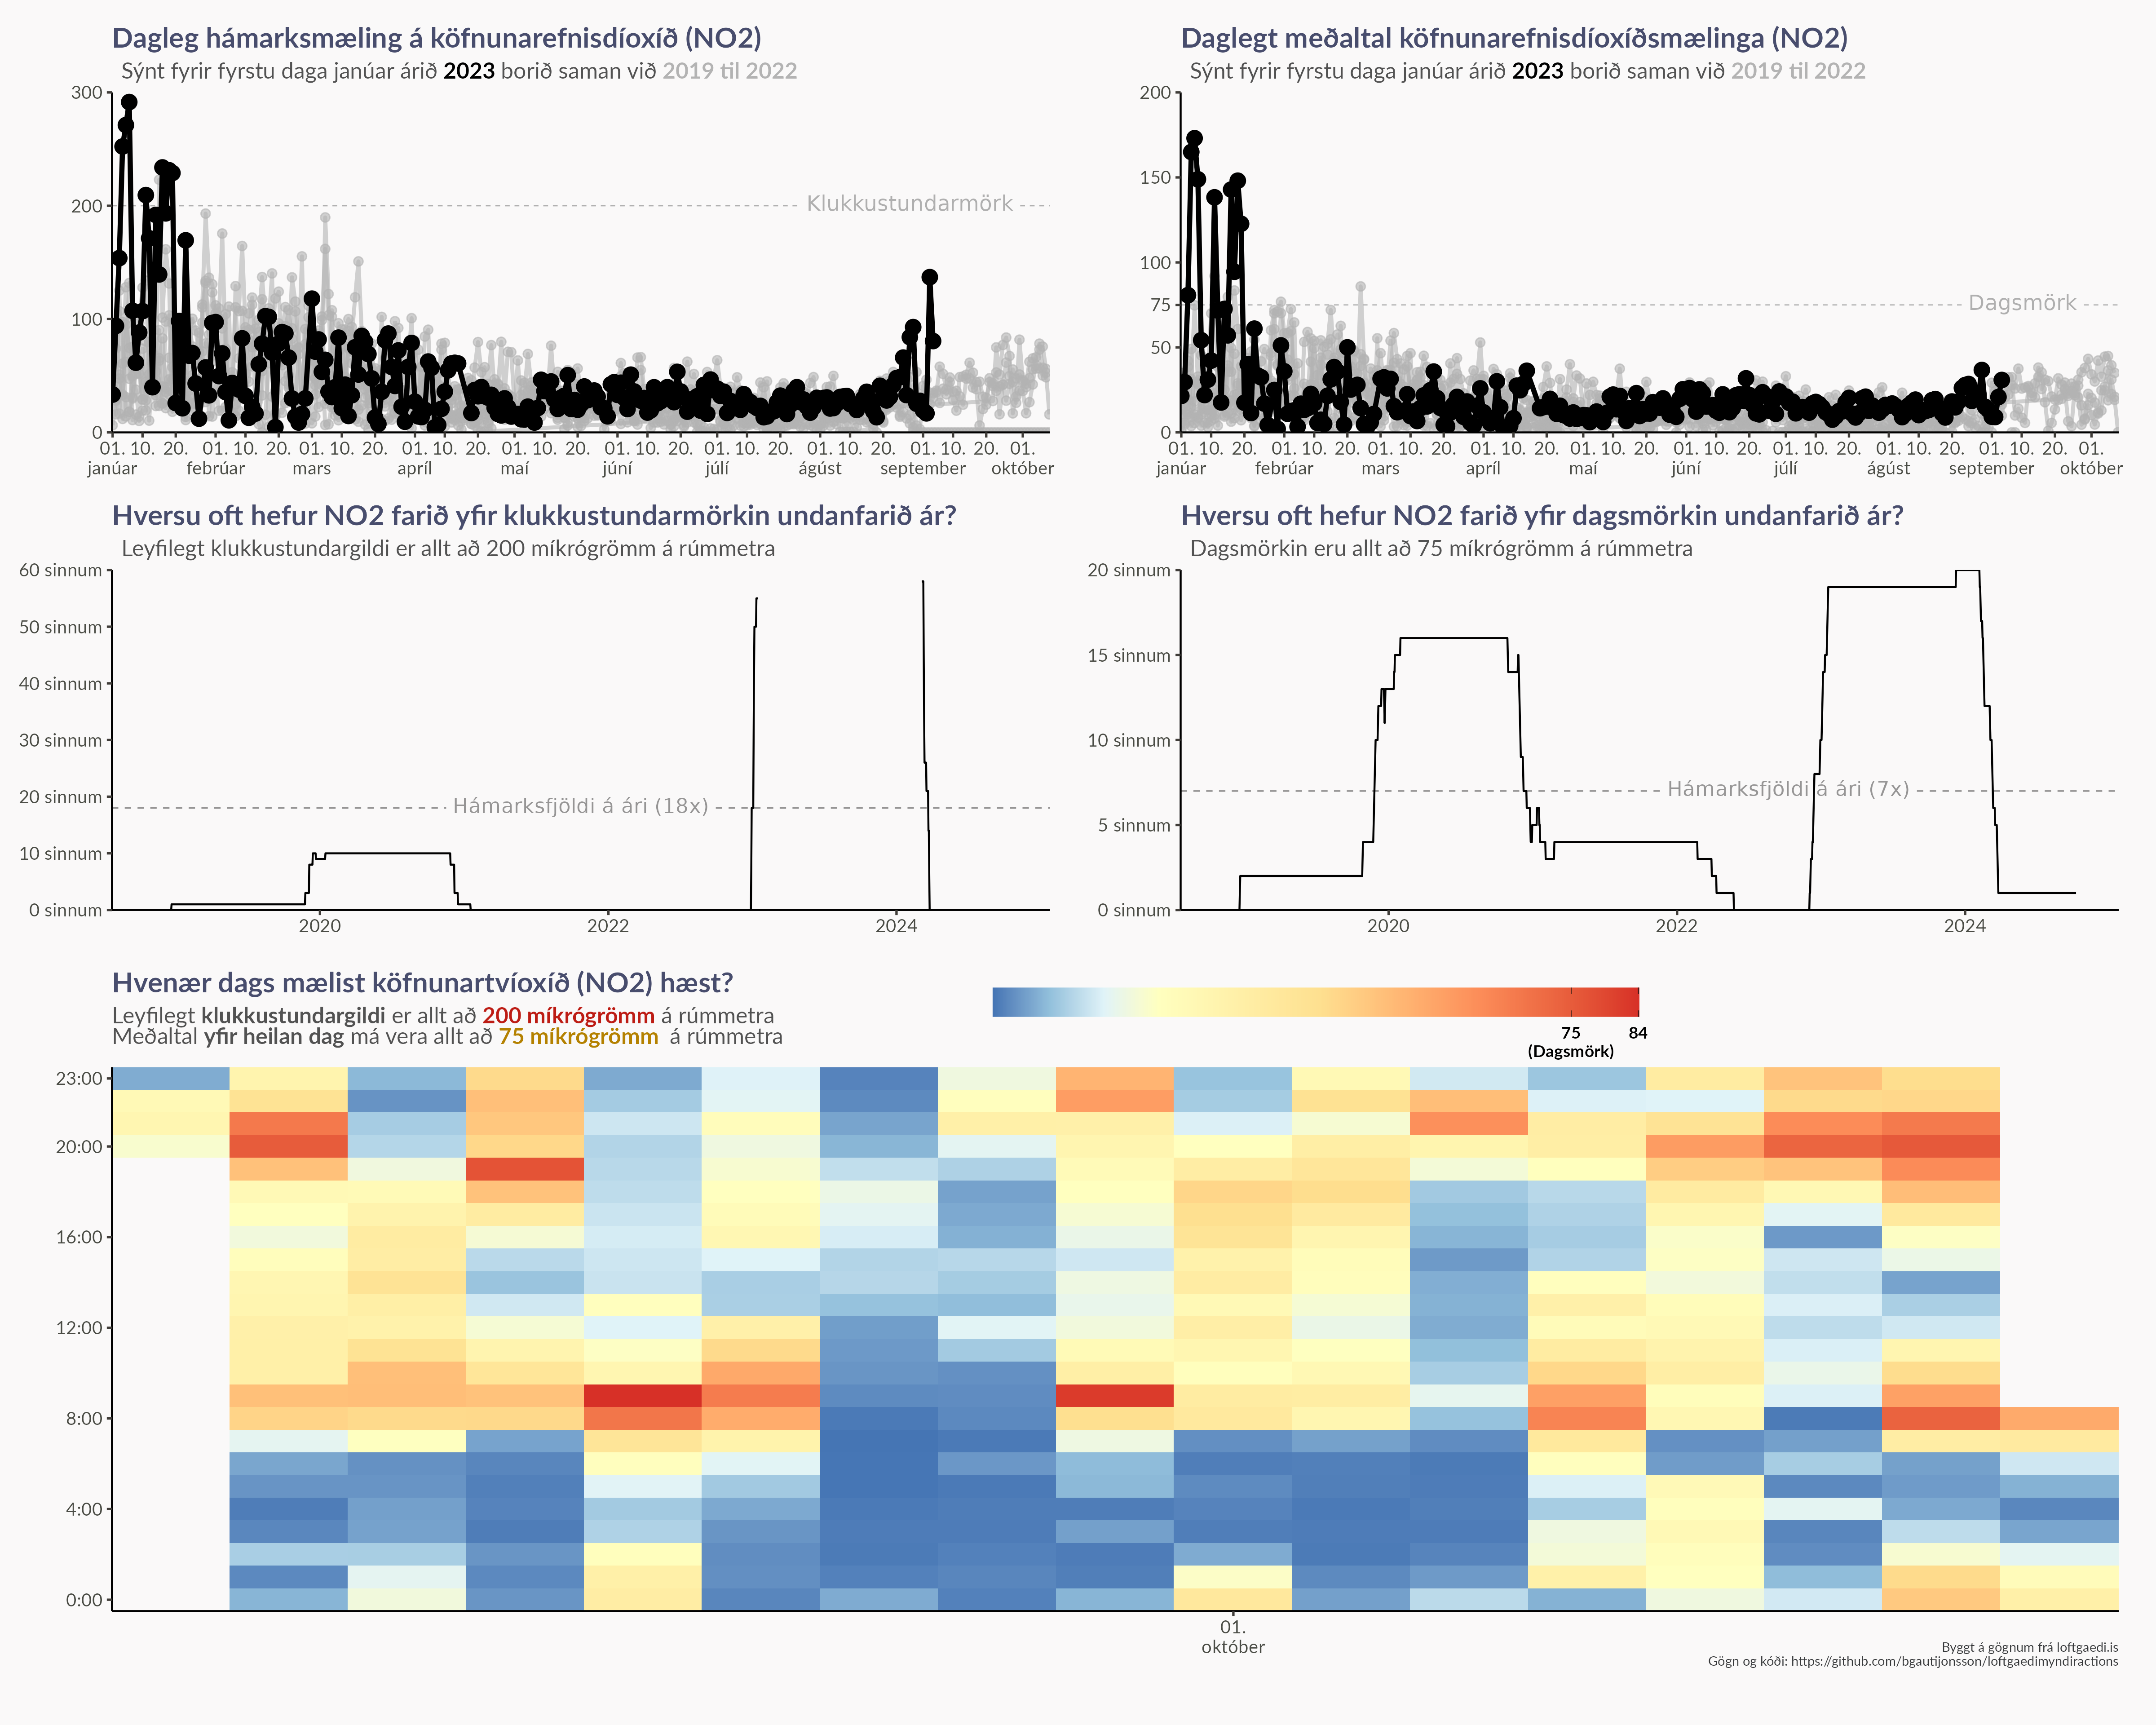 Dagleg hámarksmæling á köfnunarefnisdíoxíð (NO2)
Sýnt fyrir fyrstu daga janúar árið 2023 borið saman við 2019 til 2022
300
200
100
0
Klukkustundarmörk
01. 10. 20. 01. 10. 20. 01. 10. 20. 01. 10. 20. 01. 10. 20. 01. 10. 20. 01. 10. 20. 01. 10. 20. 01. 10. 20. 01.
janúar febrúar mars apríl maí júní júlí ágúst september október
Daglegt meðaltal köfnunarefnisdíoxíðsmælinga (NO2)
Sýnt fyrir fyrstu daga janúar árið 2023 borið saman við 2019 til 2022
200
150
100
75
50
0
Dagsmörk
01. 10. 20. 01. 10. 20. 01. 10. 20. 01. 10. 20. 01. 10. 20. 01. 10. 20. 01. 10. 20. 01. 10. 20. 01. 10. 20. 01.
janúar febrúar mars apríl maí júní júlí ágúst september október
Hversu oft hefur NO2 farið yfir klukkustundarmörkin undanfarið ár?
Leyfilegt klukkustundargildi er allt að 200 míkrógrömm á rúmmetra
60 sinnum
50 sinnum
40 sinnum
30 sinnum
20 sinnum
10 sinnum
0 sinnum
Hámarksfjöldi á ári (18x)
2020 2022 2024
Hversu oft hefur NO2 farið yfir dagsmörkin undanfarið ár?
Dagsmörkin eru allt að 75 míkrógrömm á rúmmetra
20 sinnum
15 sinnum
10 sinnum
5 sinnum
0 sinnum
Hámarksfjöldi á ári (7x)
2020 2022 2024
Hvenær dags mælist köfnunartvíoxíð (NO2) hæst?
Leyfilegt klukkustundargildi er allt að 200 míkrógrömm á rúmmetra
Meðaltal yfir heilan dag má vera allt að 75 míkrógrömm á rúmmetra
75 84
(Dagsmörk)
23:00
20:00
16:00
12:00
8:00
4:00
0:00
01.
október
Byggt á gögnum frá loftgaedi.is
Gögn og kóði: https://github.com/bgautijonsson/loftgaedimyndiractions